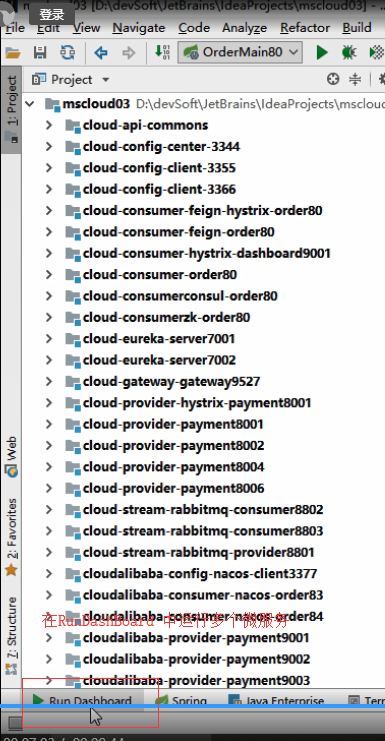 登录
03 [D:\devSoft\JetBrains\IdeaProjects\mscloud03] - ...
File Edit View Navigate Code Analyze Refactor Build
OrderMain80
1: Project
Project
mscloud03 D:\devSoft\JetBrains\IdeaProjects\mscloud
cloud-api-commons
cloud-config-center-3344
cloud-config-client-3355
cloud-config-client-3366
cloud-consumer-feign-hystrix-order80
cloud-consumer-feign-order80
cloud-consumer-hystrix-dashboard9001
cloud-consumer-order80
cloud-consumerconsul-order80
cloud-consumerzk-order80
cloud-eureka-server7001
cloud-eureka-server7002
cloud-gateway-gateway9527
cloud-provider-hystrix-payment8001
cloud-provider-payment8001
cloud-provider-payment8002
cloud-provider-payment8004
cloud-provider-payment8006
cloud-stream-rabbitmq-consumer8802
cloud-stream-rabbitmq-consumer8803
cloud-stream-rabbitmq-provider8801
cloudalibaba-config-nacos-client3377
cloudalibaba-consumer-nacos-order83
cloudalibaba-consumer-nacos-order84
在RunDashBoard 中运行多个微服务
cloudalibaba-provider-payment9001
cloudalibaba-provider-payment9002
cloudalibaba-provider-payment9003
Web
2: Favorites
7: Structure
Run Dashboard Spring Java Enterprise Ter